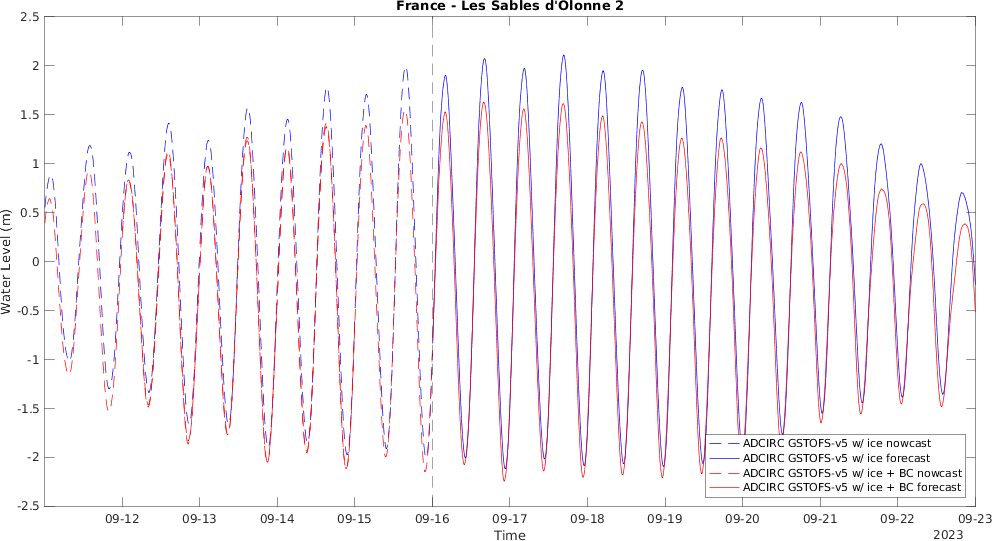 France - Les Sables d'Olonne 2
2.5
2
1.5
1
0.5
0
-0.5
-1
-1.5
-2
-2.5
Water Level (m)
ADCIRC GSTOFS-v5 w/ ice nowcast
ADCIRC GSTOFS-v5 w/ ice forecast
ADCIRC GSTOFS-v5 w/ ice + BC nowcast
ADCIRC GSTOFS-v5 w/ ice + BC forecast
09-12 09-13 09-14 09-15 09-16 09-17 09-18 09-19 09-20 09-21 09-22 09-23
Time
2023